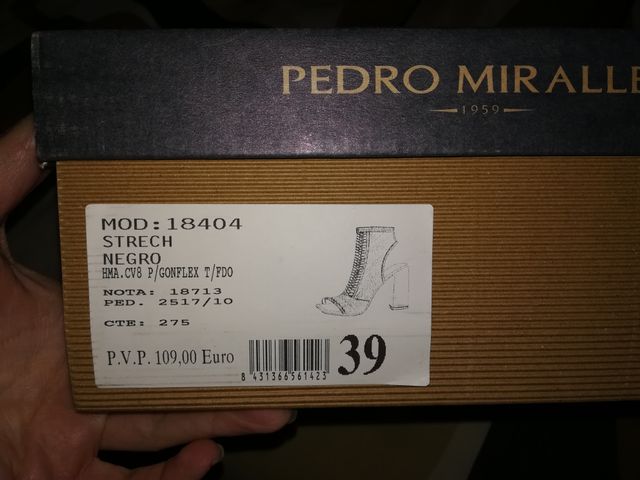 PEDRO MIRALLE
1959
MOD:18404
STRECH
NEGRO
HMA.CV8 P/GONFLEX T/FDO
NOTA: 18713
PED. 2517/10
CTE: 275
P.V.P. 109,00 Euro
8 431366 561423
39